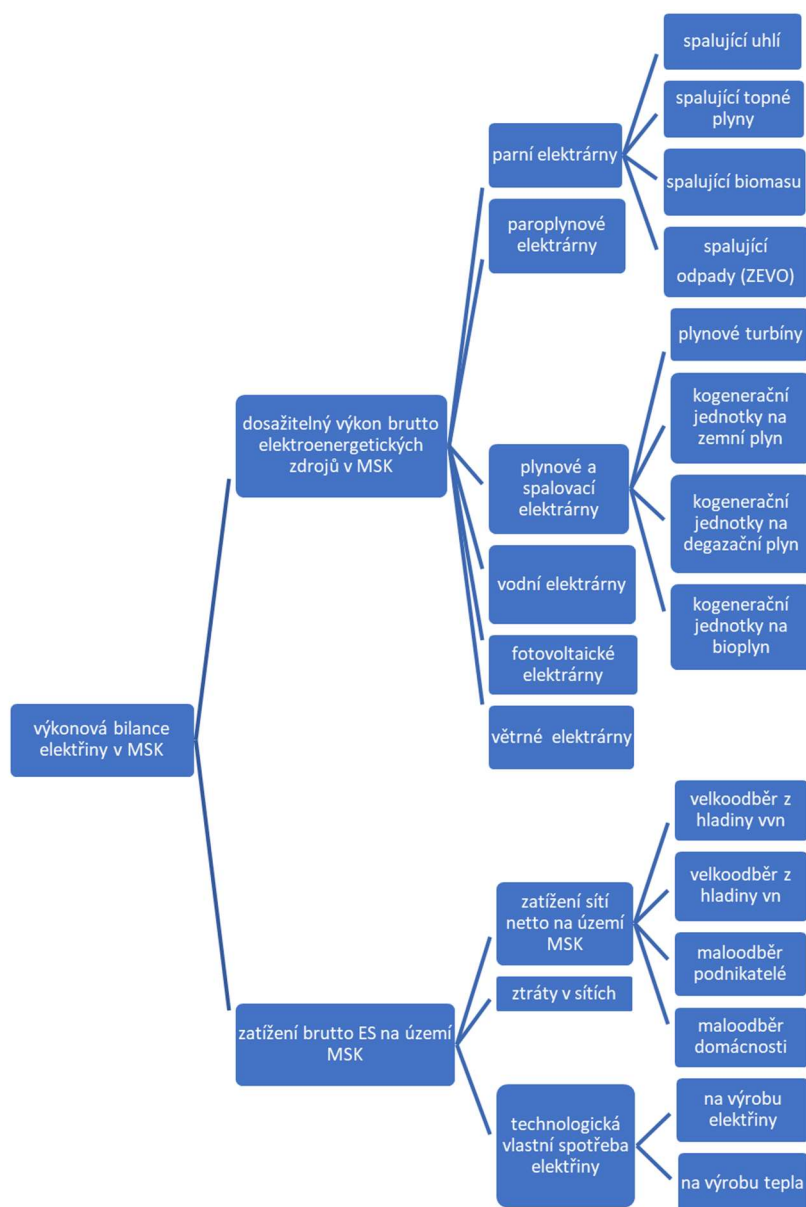 spalující uhlí
spalující topné
plyny
parní elektrárny
spalující biomasu
paroplynové
elektrárny
spalující
odpady (ZEVO)
plynové turbíny
dosažitelný výkon brutto
elektroenergetických
zdrojů v MSK
kogenerační
jednotky na
zemní plyn
plynové a
spalovací
elektrárny
kogenerační
jednotky na
degazační plyn
vodní elektrárny
kogenerační
jednotky na
bioplyn
fotovoltaické
elektrárny
výkonová bilance
elektřiny v MSK
větrné elektrárny
velkoodběr z
hladiny vvn
zatížení sítí
netto na území
MSK
velkoodběr z
hladiny vn
maloodběr
podnikatelé
ztráty v sítích
zatížení brutto ES na území
MSK
maloodběr
domácnosti
technologická
vlastní spotřeba
elektřiny
na výrobu
elektřiny
na výrobu tepla